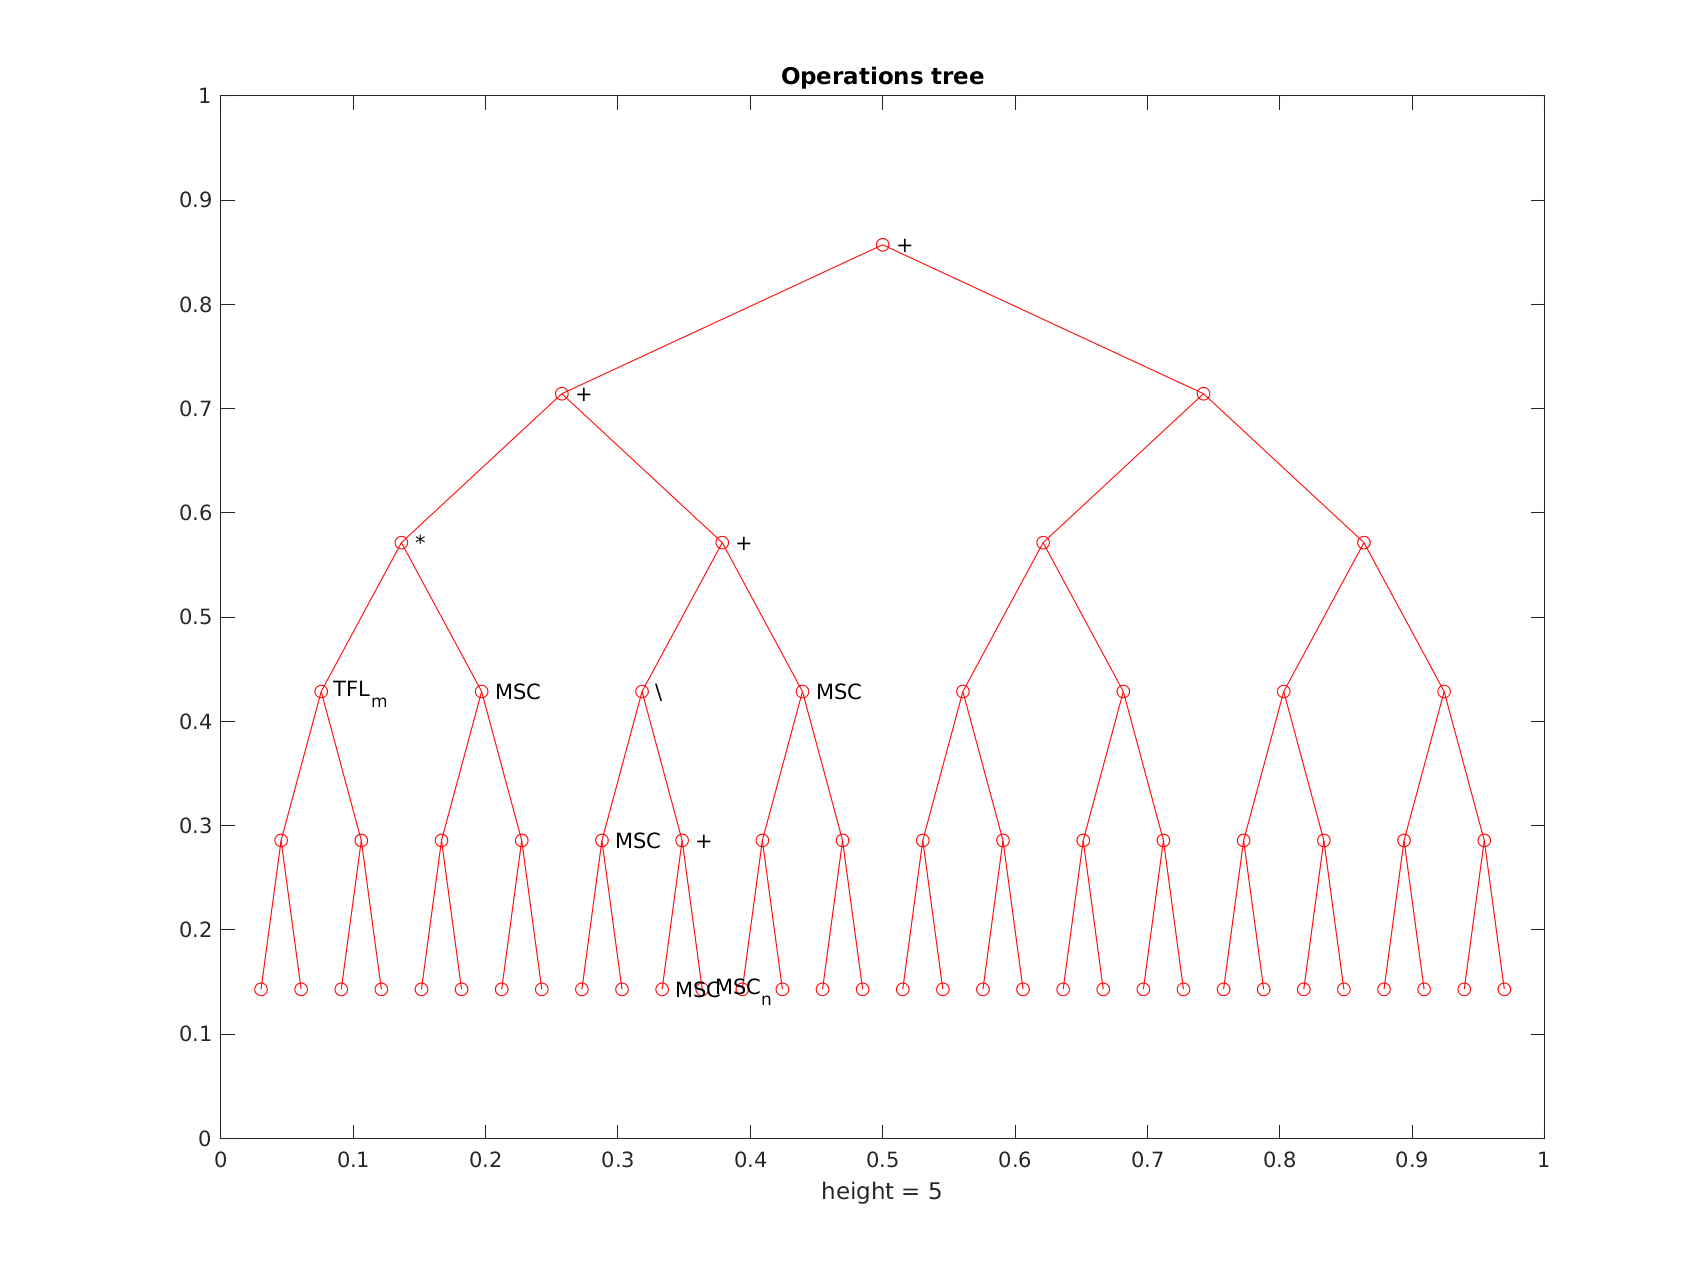 Operations tree
1
0.9
+
0.8
0.7
+
0.6
* +
0.5
TFL_m MSC \ MSC
0.4
0.3
MSC +
0.2
MSC MSC_n
0.1
0
0 0.1 0.2 0.3 0.4 0.5 0.6 0.7 0.8 0.9 1
height = 5